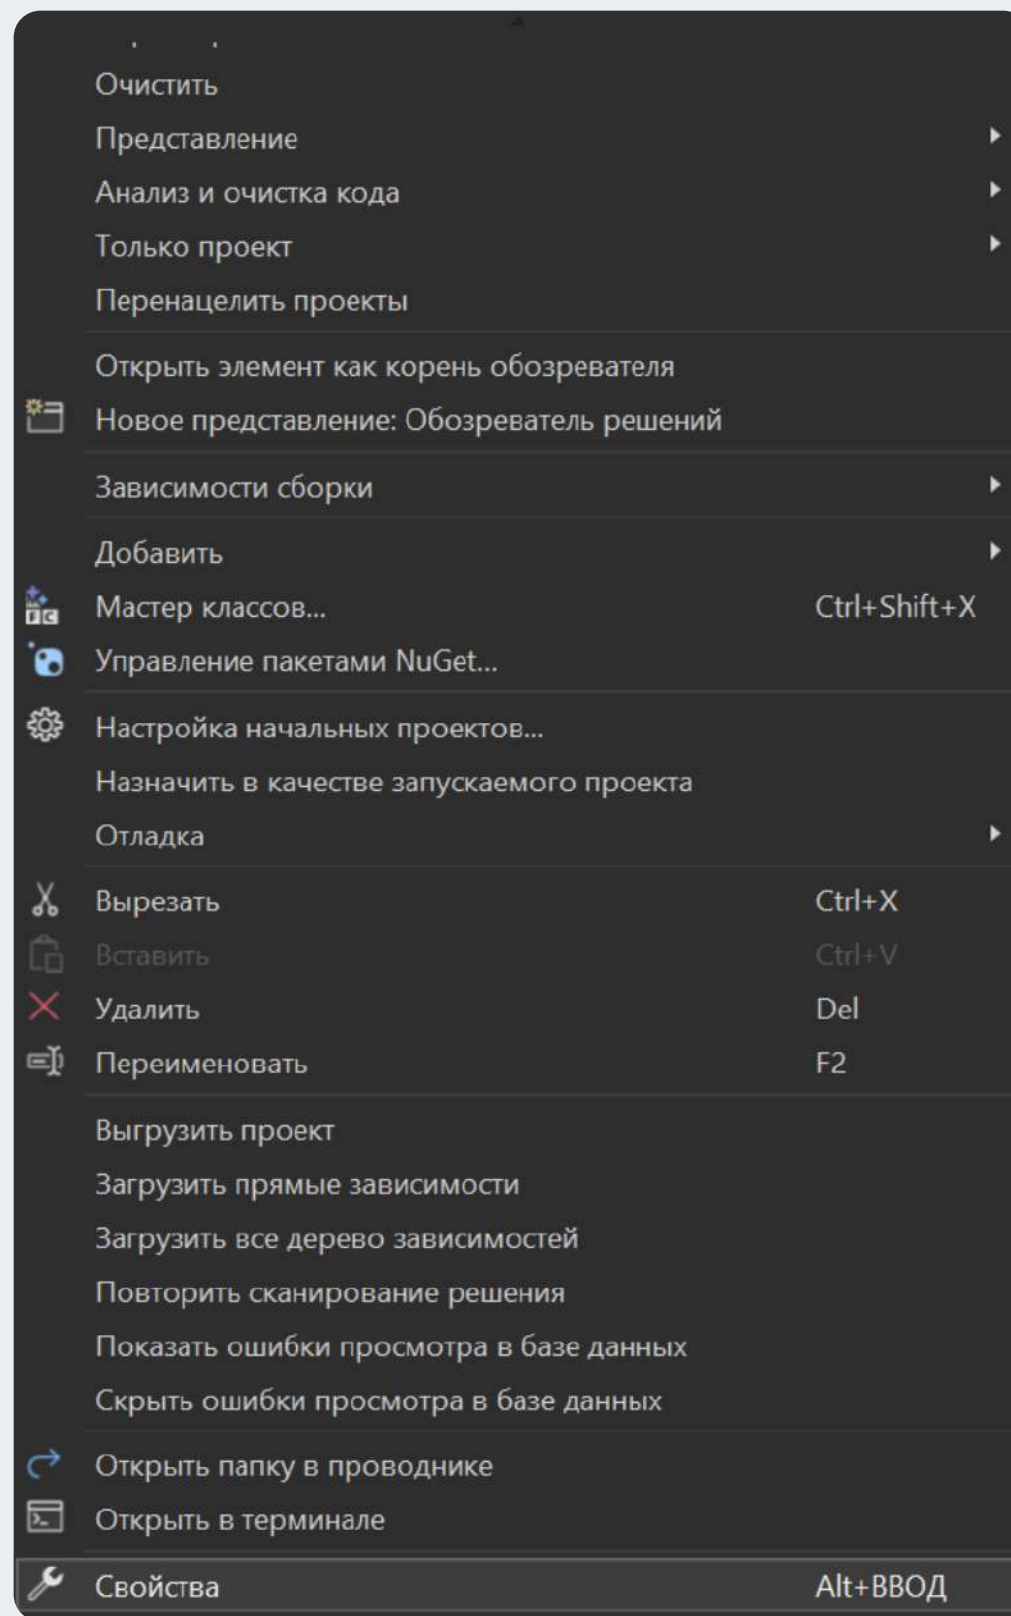 Очистить
Представление
Анализ и очистка кода
Только проект
Перенацелить проекты
Открыть элемент как корень обозревателя
Новое представление: Обозреватель решений
Зависимости сборки
Добавить
Мастер классов... Ctrl+Shift+X
Управление пакетами NuGet...
Настройка начальных проектов...
Назначить в качестве запускаемого проекта
Отладка
Вырезать Ctrl+X
Вставить Ctrl+V
Удалить Del
Переименовать F2
Выгрузить проект
Загрузить прямые зависимости
Загрузить все дерево зависимостей
Повторить сканирование решения
Показать ошибки просмотра в базе данных
Скрыть ошибки просмотра в базе данных
Открыть папку в проводнике
Открыть в терминале
Свойства Alt+ВВОД